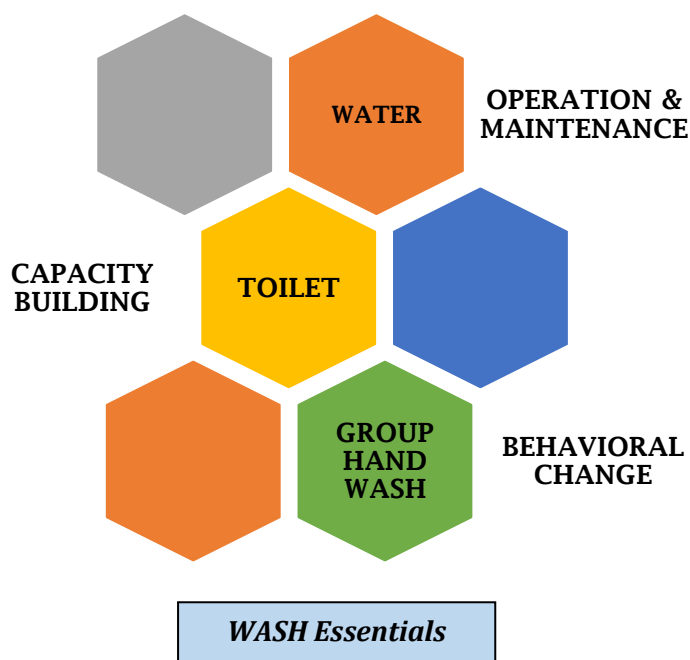 WATER
OPERATION &
MAINTENANCE
CAPACITY
BUILDING
TOILET
GROUP
HAND
WASH
BEHAVIORAL
CHANGE
WASH Essentials